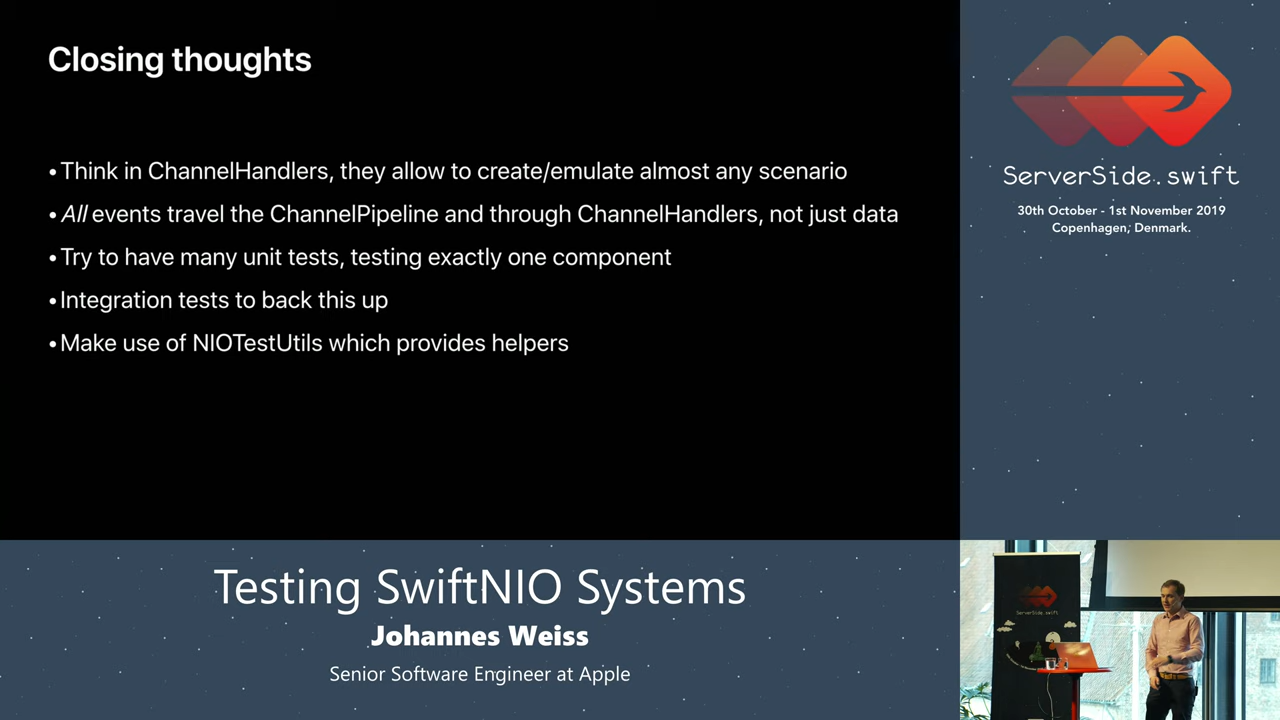 Closing thoughts
•Think in ChannelHandlers, they allow to create/emulate almost any scenario
•All events travel the ChannelPipeline and through ChannelHandlers, not just data
•Try to have many unit tests, testing exactly one component
•Integration tests to back this up
•Make use of NIOTestUtils which provides helpers
ServerSide.swift
30th October - 1st November 2019
Copenhagen, Denmark.
Testing SwiftNIO Systems
Johannes Weiss
Senior Software Engineer at Apple
ServerSide.swift